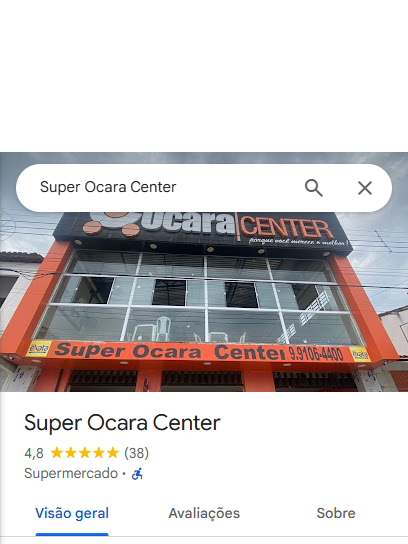 Super Ocara Center
Ocara CENTER
porque você merece o melhor!
Super Ocara Center 9.9106-4400
Super Ocara Center
4,8 (38)
Supermercado ·
Visão geral Avaliações Sobre